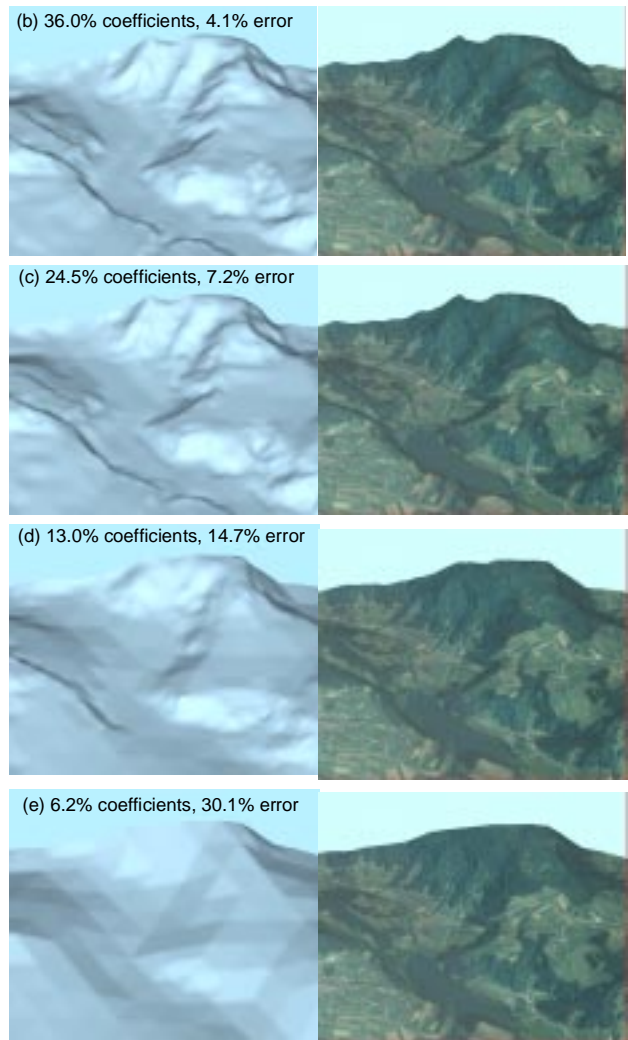 (b) 36.0% coefficients, 4.1% error
(c) 24.5% coefficients, 7.2% error
(d) 13.0% coefficients, 14.7% error
(e) 6.2% coefficients, 30.1% error